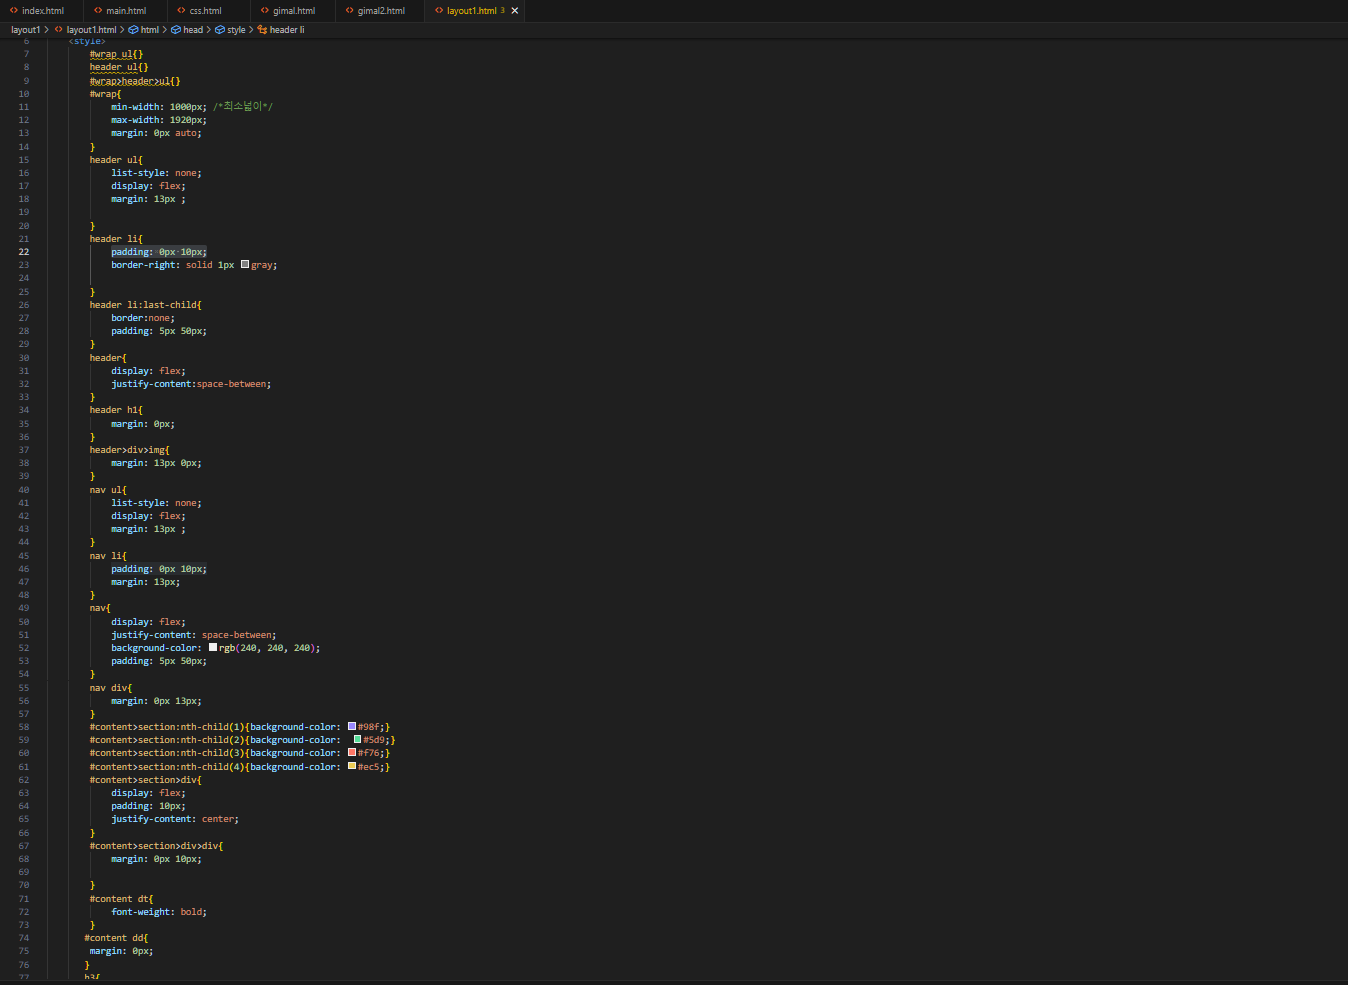 index.html main.html css.html gimal.html gimal2.html layout1.html 3
layout1 > layout1.html > html > head > style > header li
6 <style>
7 #wrap ul{}
8 header ul{}
9 #wrap>header>ul{}
10 #wrap{
11 min-width: 1000px; /*최소넓이*/
12 max-width: 1920px;
13 margin: 0px auto;
14 }
15 header ul{
16 list-style: none;
17 display: flex;
18 margin: 13px ;
19
20 }
21 header li{
22 padding: 0px 10px;
23 border-right: solid 1px gray;
24
25 }
26 header li:last-child{
27 border:none;
28 padding: 5px 50px;
29 }
30 header{
31 display: flex;
32 justify-content:space-between;
33 }
34 header h1{
35 margin: 0px;
36 }
37 header>div>img{
38 margin: 13px 0px;
39 }
40 nav ul{
41 list-style: none;
42 display: flex;
43 margin: 13px ;
44 }
45 nav li{
46 padding: 0px 10px;
47 margin: 13px;
48 }
49 nav{
50 display: flex;
51 justify-content: space-between;
52 background-color: rgb(240, 240, 240);
53 padding: 5px 50px;
54 }
55 nav div{
56 margin: 0px 13px;
57 }
58 #content>section:nth-child(1){background-color: #98f;}
59 #content>section:nth-child(2){background-color: #5d9;}
60 #content>section:nth-child(3){background-color: #f76;}
61 #content>section:nth-child(4){background-color: #ec5;}
62 #content>section>div{
63 display: flex;
64 padding: 10px;
65 justify-content: center;
66 }
67 #content>section>div>div{
68 margin: 0px 10px;
69
70 }
71 #content dt{
72 font-weight: bold;
73 }
74 #content dd{
75 margin: 0px;
76 }
77 h3{